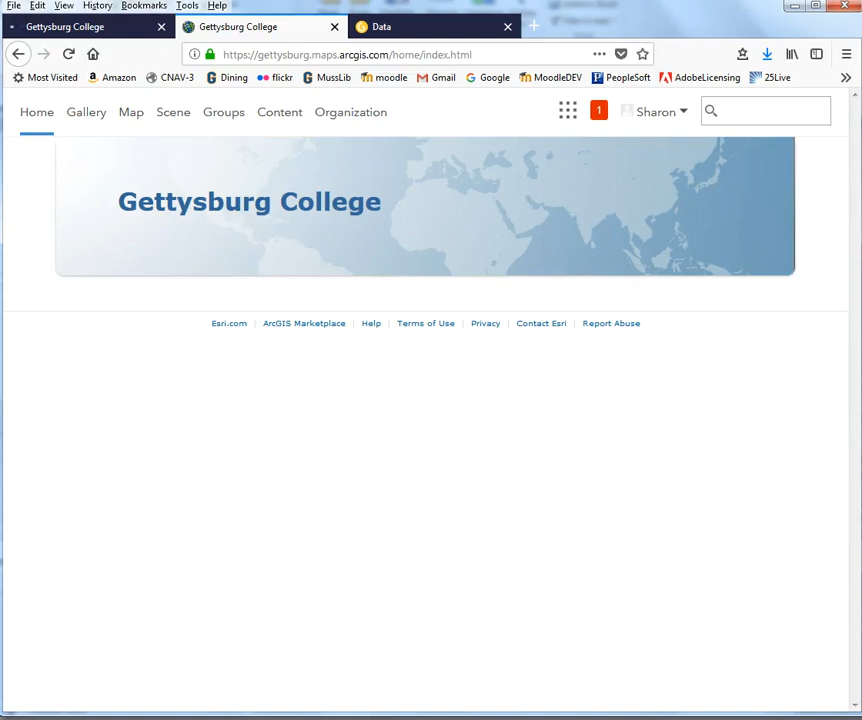 File Edit View History Bookmarks Tools Help
Gettysburg College
Gettysburg College
Data
https://gettysburg.maps.arcgis.com/home/index.html
Most Visited Amazon CNAV-3 Dining flickr MussLib moodle Gmail Google MoodleDEV PeopleSoft AdobeLicensing 25Live
Home Gallery Map Scene Groups Content Organization 1 Sharon
Gettysburg College
Esri.com | ArcGIS Marketplace | Help | Terms of Use | Privacy | Contact Esri | Report Abuse